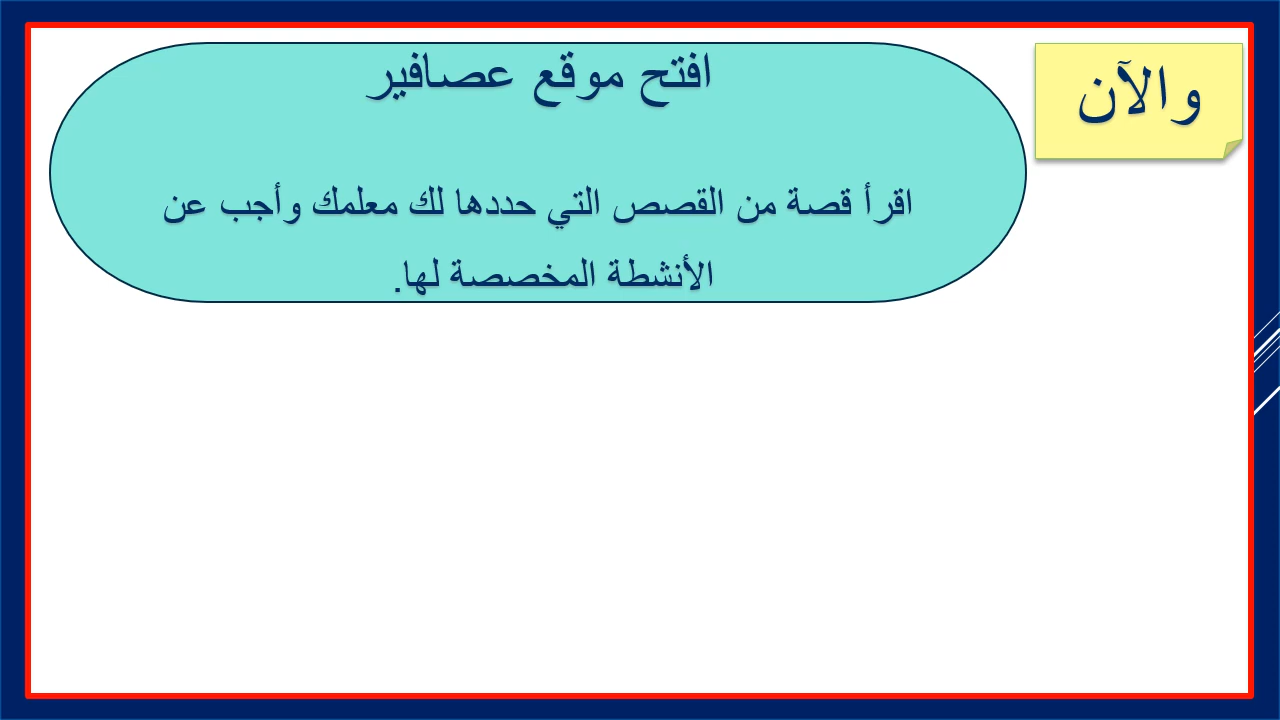 والآن
افتح موقع عصافير
اقرأ قصة من القصص التي حددها لك معلمك وأجب عن
الأنشطة المخصصة لها.